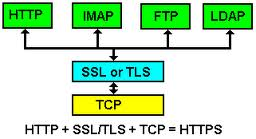 HTTP IMAP FTP LDAP
SSL or TLS
TCP
HTTP + SSL/TLS + TCP = HTTPS